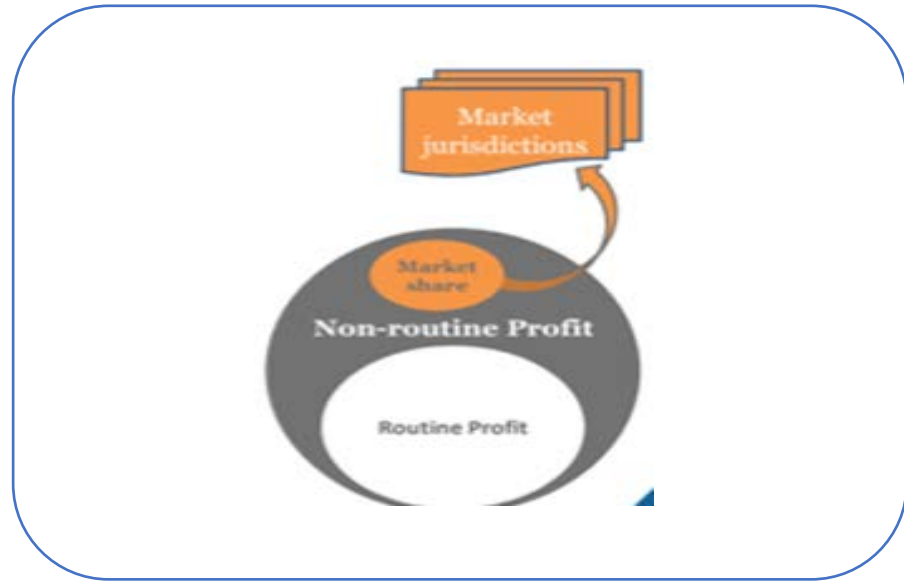 Market
jurisdictions
Market
share
Non-routine Profit
Routine Profit